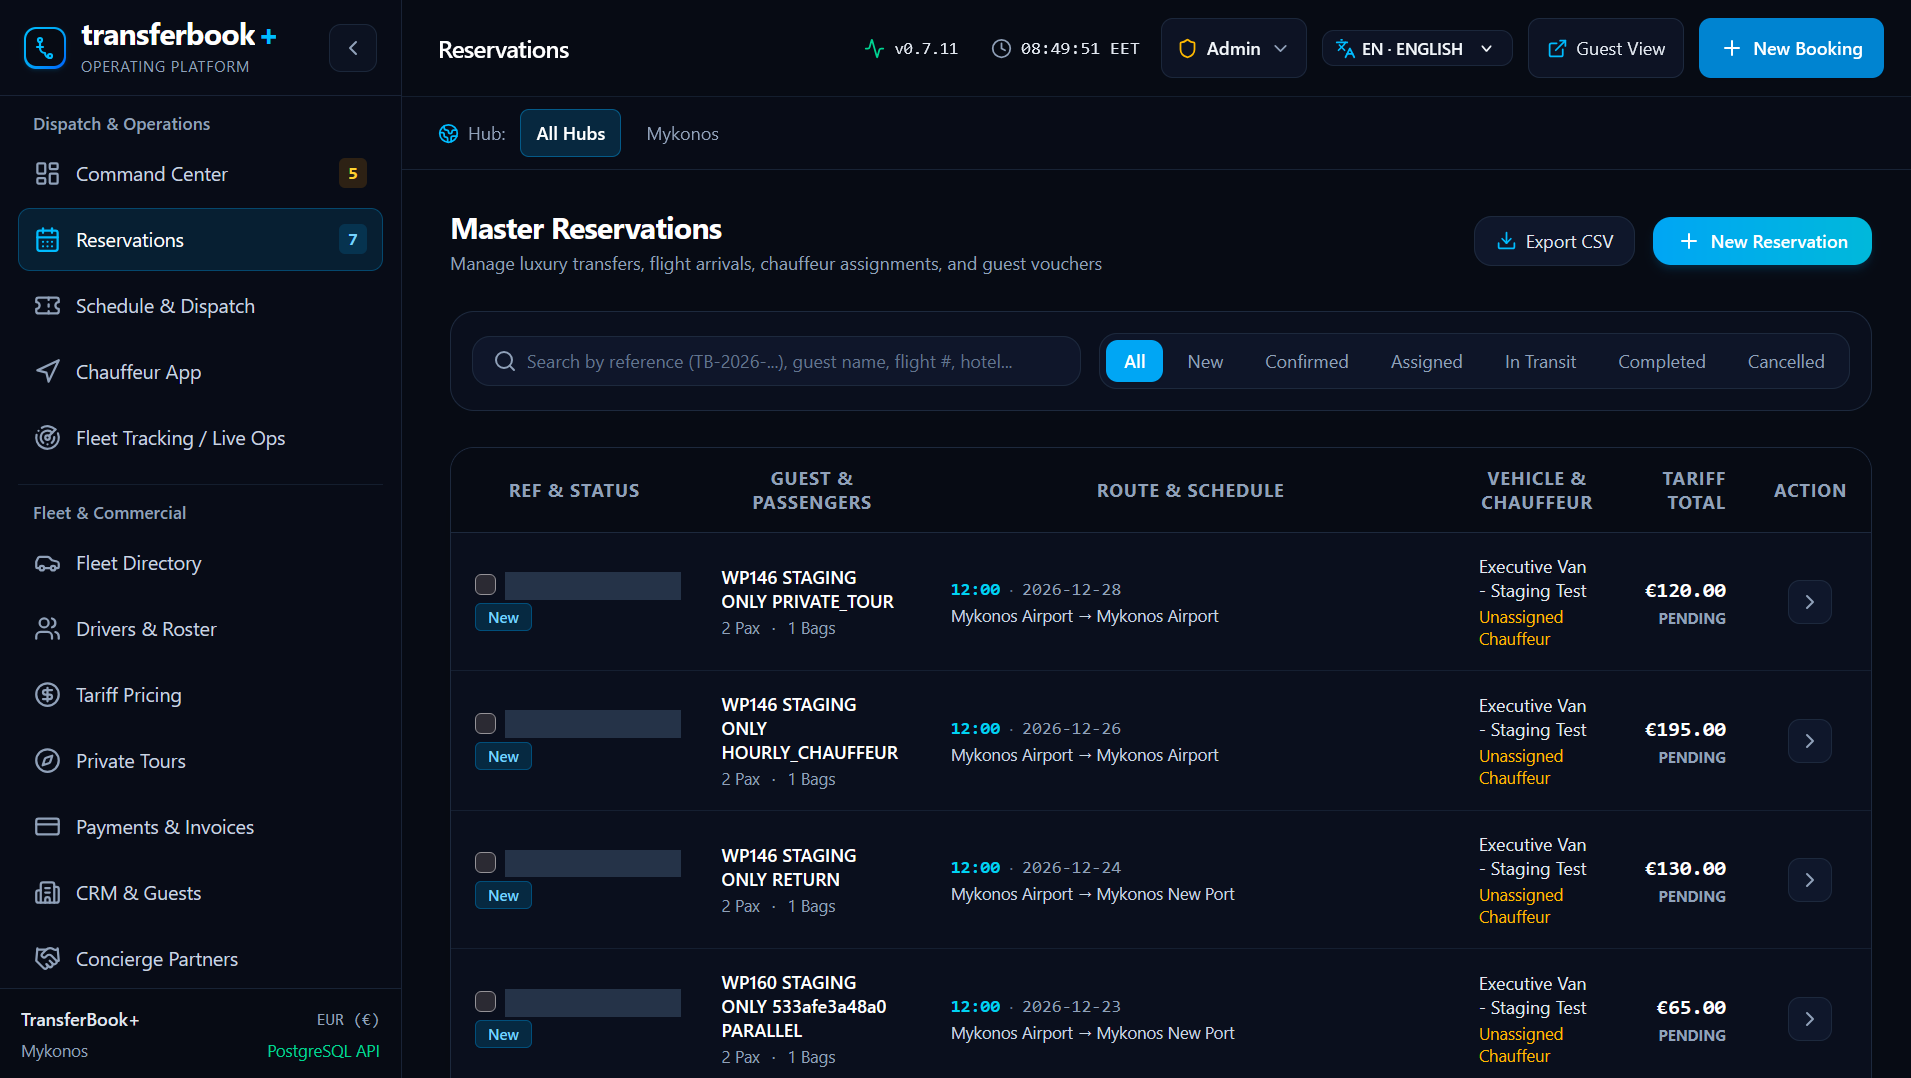 transferbook +
OPERATING PLATFORM
Dispatch & Operations
Command Center
5
Reservations
7
Schedule & Dispatch
Chauffeur App
Fleet Tracking / Live Ops
Fleet & Commercial
Fleet Directory
Drivers & Roster
Tariff Pricing
Private Tours
Payments & Invoices
CRM & Guests
Concierge Partners
TransferBook+
EUR (€)
Mykonos
PostgreSQL API
Reservations
v0.7.11
08:49:51 EET
Admin
EN · ENGLISH
Guest View
New Booking
Hub:
All Hubs
Mykonos
Master Reservations
Manage luxury transfers, flight arrivals, chauffeur assignments, and guest vouchers
Export CSV
New Reservation
Search by reference (TB-2026-...), guest name, flight #, hotel...
All
New
Confirmed
Assigned
In Transit
Completed
Cancelled
REF & STATUS
GUEST &
PASSENGERS
ROUTE & SCHEDULE
VEHICLE &
CHAUFFEUR
TARIFF
TOTAL
ACTION
New
WP146 STAGING
ONLY PRIVATE_TOUR
2 Pax · 1 Bags
12:00 · 2026-12-28
Mykonos Airport → Mykonos Airport
Executive Van
- Staging Test
Unassigned
Chauffeur
€120.00
PENDING
New
WP146 STAGING
ONLY
HOURLY_CHAUFFEUR
2 Pax · 1 Bags
12:00 · 2026-12-26
Mykonos Airport → Mykonos Airport
Executive Van
- Staging Test
Unassigned
Chauffeur
€195.00
PENDING
New
WP146 STAGING
ONLY RETURN
2 Pax · 1 Bags
12:00 · 2026-12-24
Mykonos Airport → Mykonos New Port
Executive Van
- Staging Test
Unassigned
Chauffeur
€130.00
PENDING
New
WP160 STAGING
ONLY 533afe3a48a0
PARALLEL
2 Pax · 1 Bags
12:00 · 2026-12-23
Mykonos Airport → Mykonos New Port
Executive Van
- Staging Test
Unassigned
Chauffeur
€65.00
PENDING